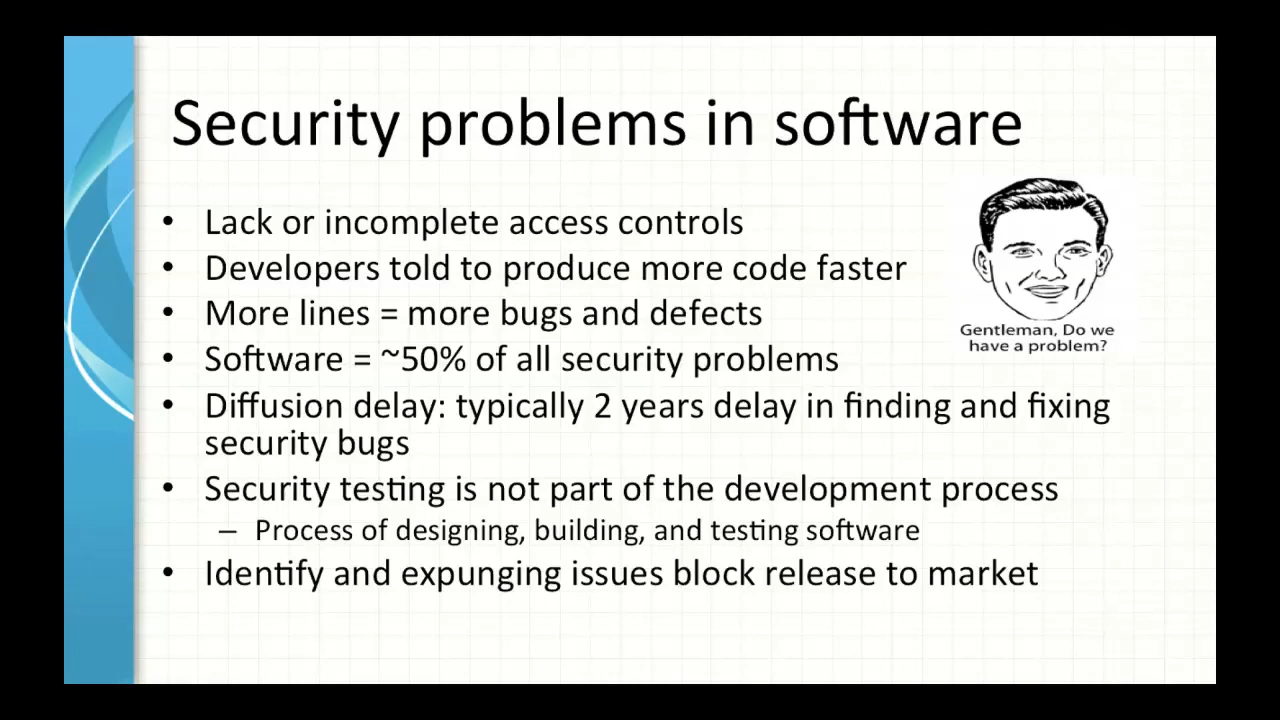 Security problems in software
• Lack or incomplete access controls
• Developers told to produce more code faster
• More lines = more bugs and defects
• Software = ~50% of all security problems
• Diffusion delay: typically 2 years delay in finding and fixing
security bugs
• Security testing is not part of the development process
– Process of designing, building, and testing software
• Identify and expunging issues block release to market
Gentleman, Do we
have a problem?